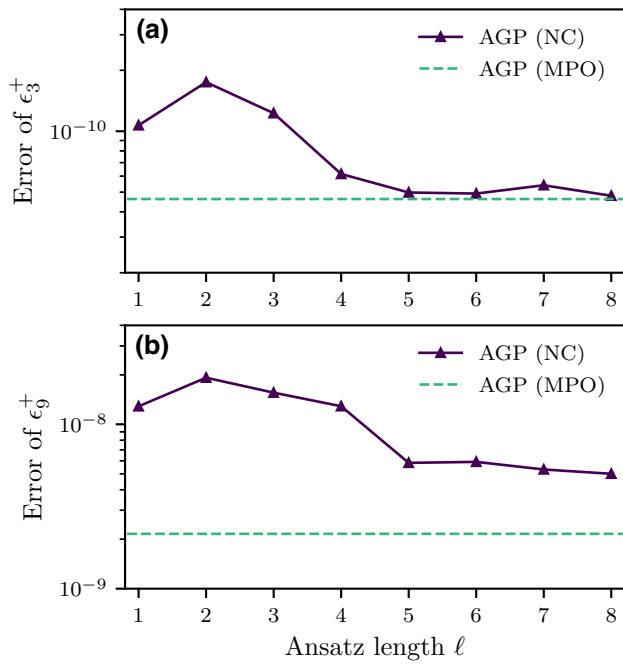 (a)
AGP (NC)
AGP (MPO)
Error of ϵ₃⁺
10⁻¹⁰
1 2 3 4 5 6 7 8
(b)
AGP (NC)
AGP (MPO)
Error of ϵ₉⁺
10⁻⁸
10⁻⁹
1 2 3 4 5 6 7 8
Ansatz length ℓ